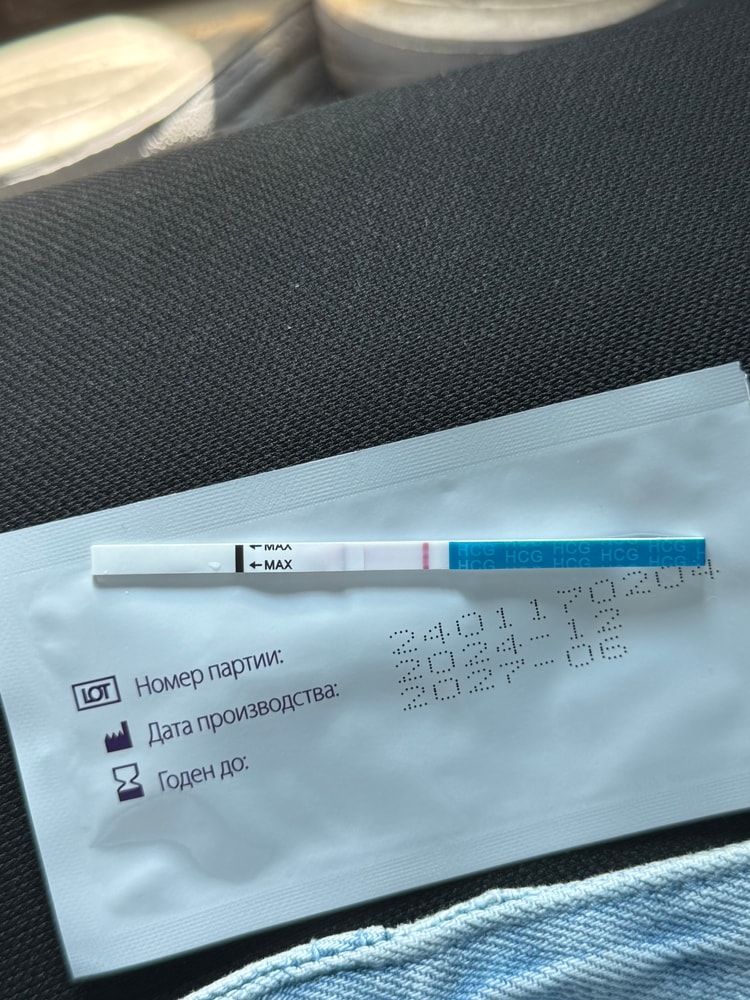 ←MAX
←MAX
HCG HCG HCG HCG HCG H
HCG HCG HCG HCG HCG H
LOT Номер партии: 2401170204
Дата производства: 2024-12
Годен до: 2027-06